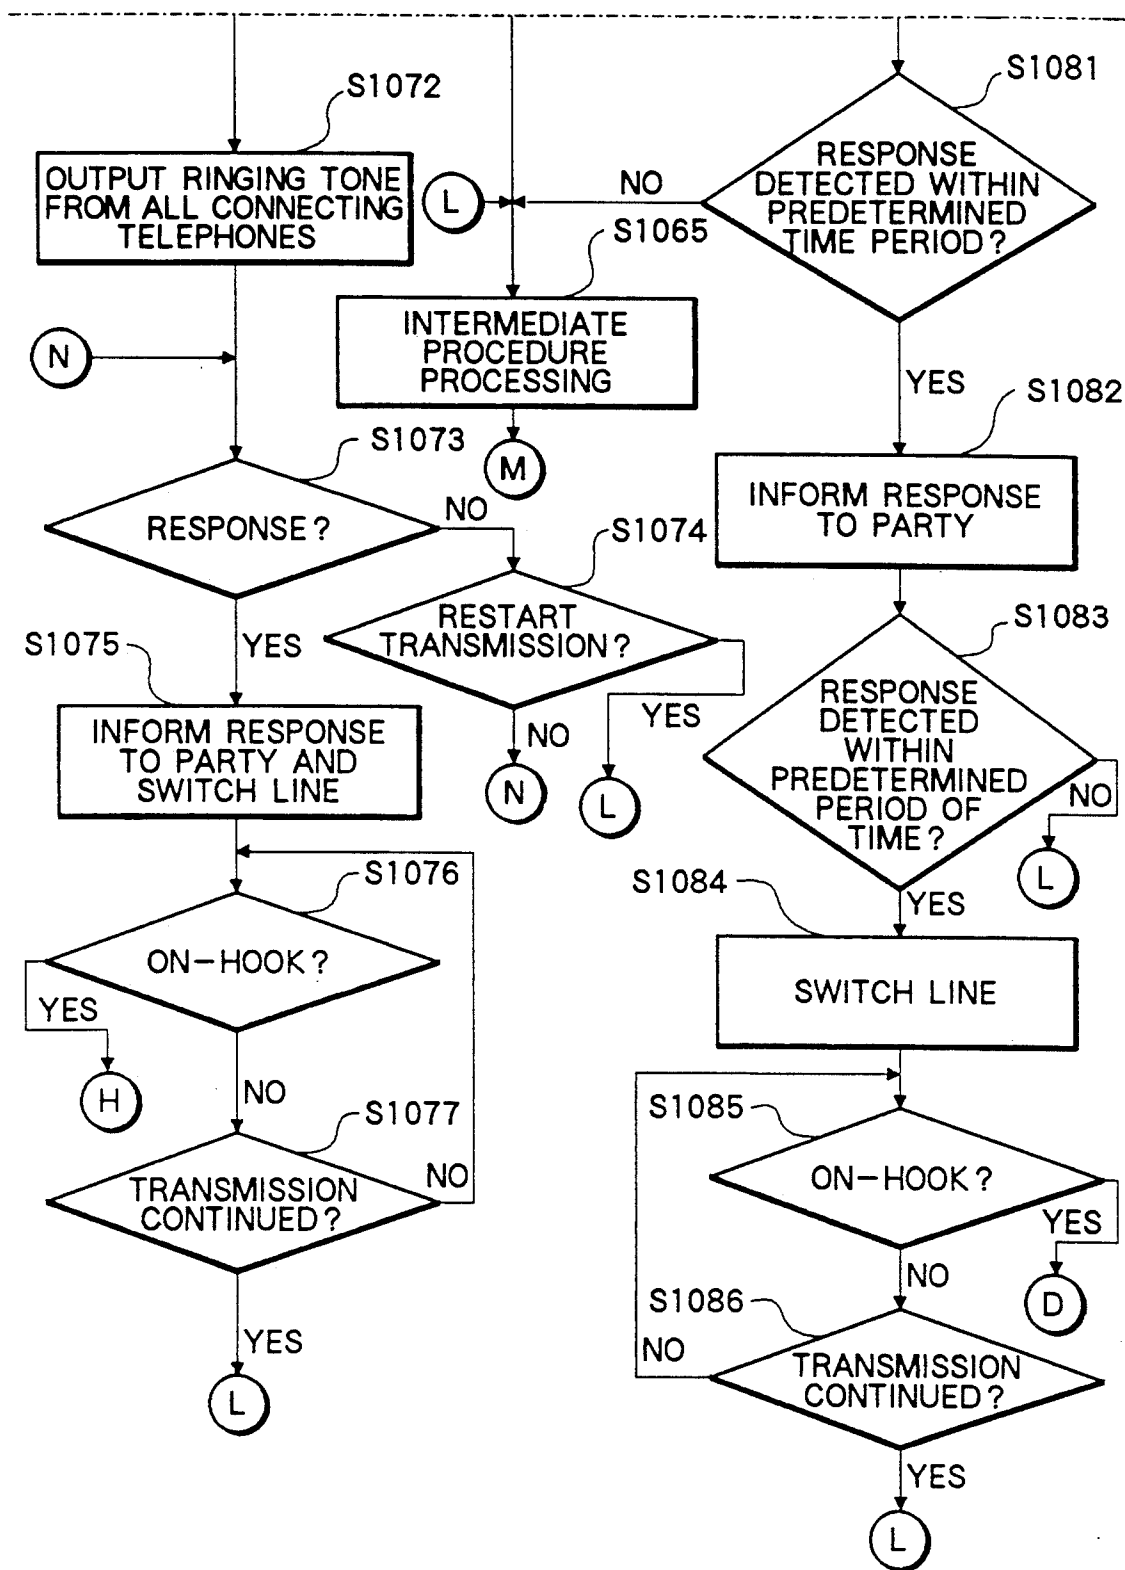 S1072
OUTPUT RINGING TONE
FROM ALL CONNECTING
TELEPHONES
N
S1073
RESPONSE?
NO
YES
S1074
RESTART
TRANSMISSION?
NO
N
YES
L
S1075
INFORM RESPONSE
TO PARTY AND
SWITCH LINE
S1076
ON-HOOK?
YES
H
NO
S1077
TRANSMISSION
CONTINUED?
NO
YES
L
L
S1065
INTERMEDIATE
PROCEDURE
PROCESSING
M
S1081
RESPONSE
DETECTED WITHIN
PREDETERMINED
TIME PERIOD?
NO
YES
S1082
INFORM RESPONSE
TO PARTY
S1083
RESPONSE
DETECTED
WITHIN
PREDETERMINED
PERIOD OF
TIME?
NO
L
YES
S1084
SWITCH LINE
S1085
ON-HOOK?
YES
D
NO
S1086
TRANSMISSION
CONTINUED?
NO
YES
L